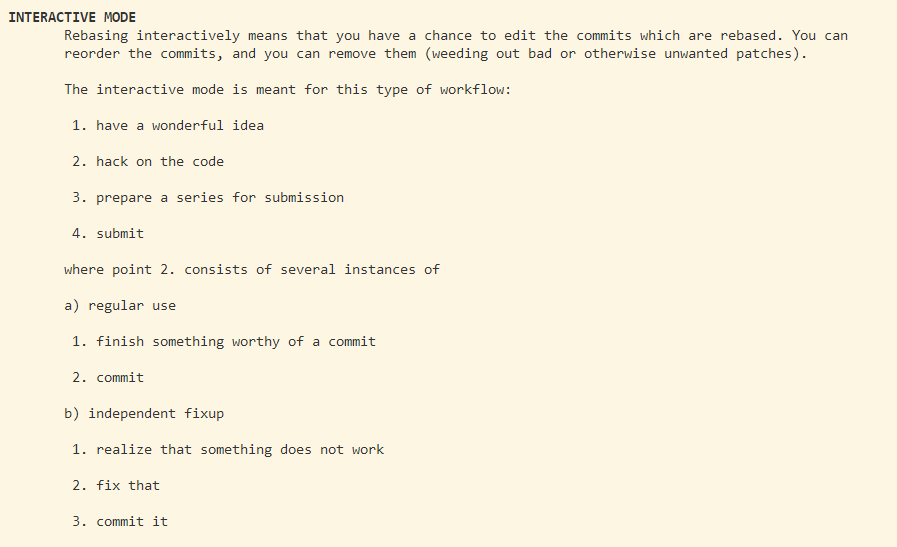 INTERACTIVE MODE
Rebasing interactively means that you have a chance to edit the commits which are rebased. You can
reorder the commits, and you can remove them (weeding out bad or otherwise unwanted patches).
The interactive mode is meant for this type of workflow:
1. have a wonderful idea
2. hack on the code
3. prepare a series for submission
4. submit
where point 2. consists of several instances of
a) regular use
1. finish something worthy of a commit
2. commit
b) independent fixup
1. realize that something does not work
2. fix that
3. commit it